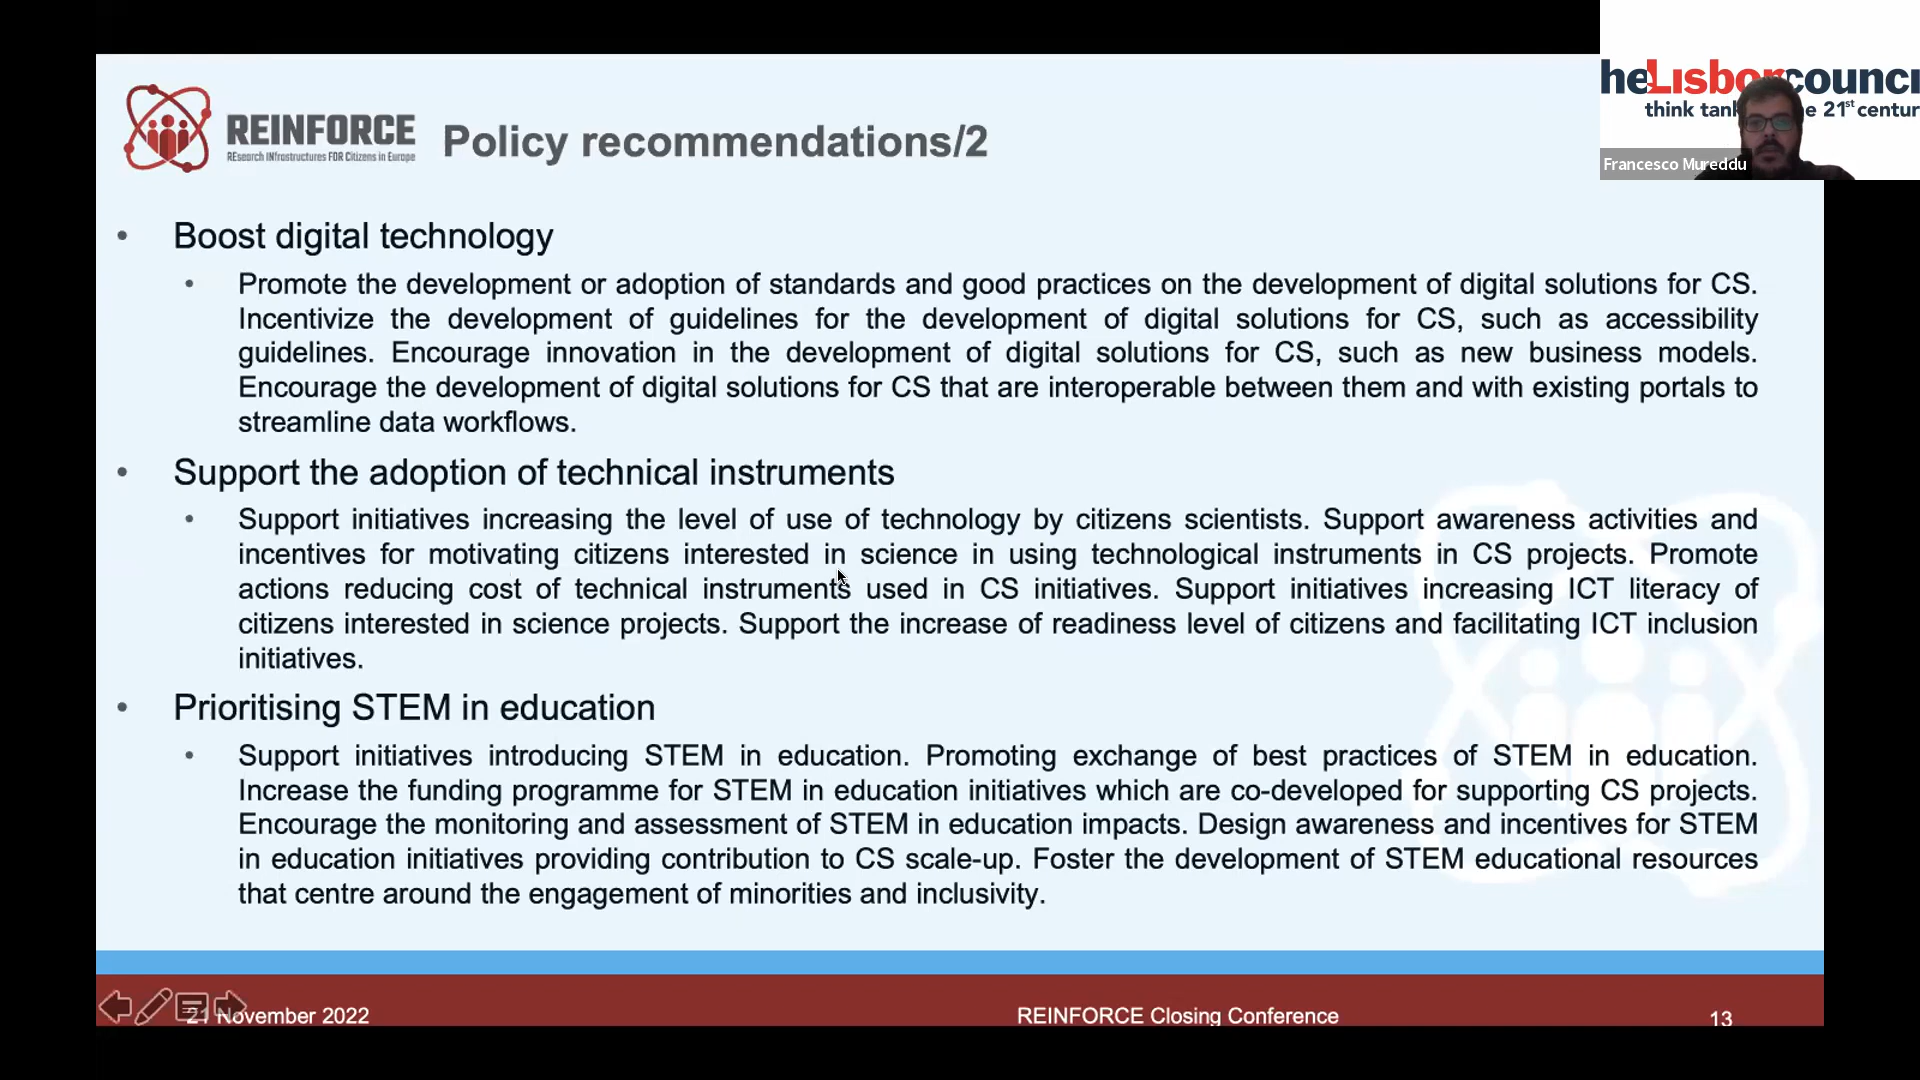 heLisboncouncil
think tank e 21st centur
Francesco Mureddu
REINFORCE
REsearch INfrastructures FOR Citizens in Europe
Policy recommendations/2
• Boost digital technology
• Promote the development or adoption of standards and good practices on the development of digital solutions for CS.
Incentivize the development of guidelines for the development of digital solutions for CS, such as accessibility
guidelines. Encourage innovation in the development of digital solutions for CS, such as new business models.
Encourage the development of digital solutions for CS that are interoperable between them and with existing portals to
streamline data workflows.
• Support the adoption of technical instruments
• Support initiatives increasing the level of use of technology by citizens scientists. Support awareness activities and
incentives for motivating citizens interested in science in using technological instruments in CS projects. Promote
actions reducing cost of technical instruments used in CS initiatives. Support initiatives increasing ICT literacy of
citizens interested in science projects. Support the increase of readiness level of citizens and facilitating ICT inclusion
initiatives.
• Prioritising STEM in education
• Support initiatives introducing STEM in education. Promoting exchange of best practices of STEM in education.
Increase the funding programme for STEM in education initiatives which are co-developed for supporting CS projects.
Encourage the monitoring and assessment of STEM in education impacts. Design awareness and incentives for STEM
in education initiatives providing contribution to CS scale-up. Foster the development of STEM educational resources
that centre around the engagement of minorities and inclusivity.
21 November 2022
REINFORCE Closing Conference
13